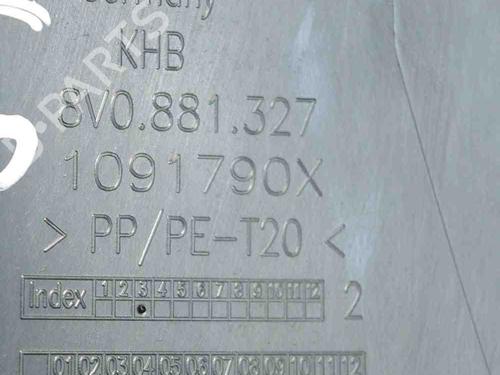 Germany
KHB
8V0.881.327
1091790X
> PP/PE-T20 <
Index 1 2 3 4 5 6 7 8 9 10 11 12 2
01 02 03 04 05 06 07 08 09 10 11 12